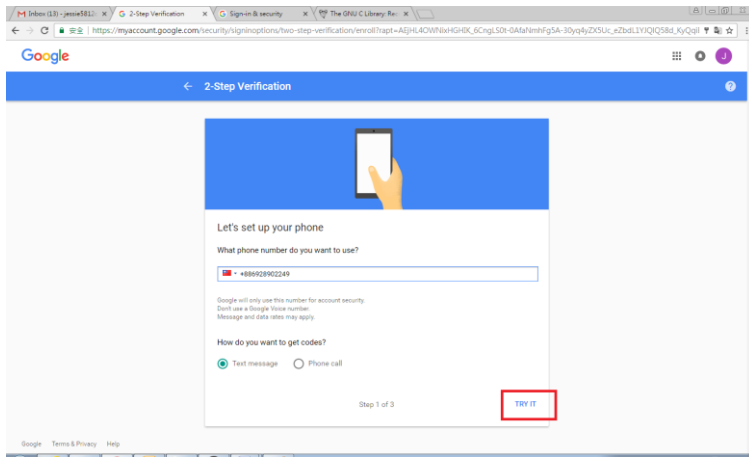 Inbox (13) - jessie5812
2-Step Verification
Sign-in & security
The GNU C Library: Re
https://myaccount.google.com/security/signinoptions/two-step-verification/enroll?rapt=
Google
J
2-Step Verification
Let's set up your phone
What phone number do you want to use?
+886928902249
Google will only use this number for account security.
Don't use a Google Voice number.
Message and data rates may apply.
How do you want to get codes?
Text message Phone call
Step 1 of 3 TRY IT
Google Terms & Privacy Help